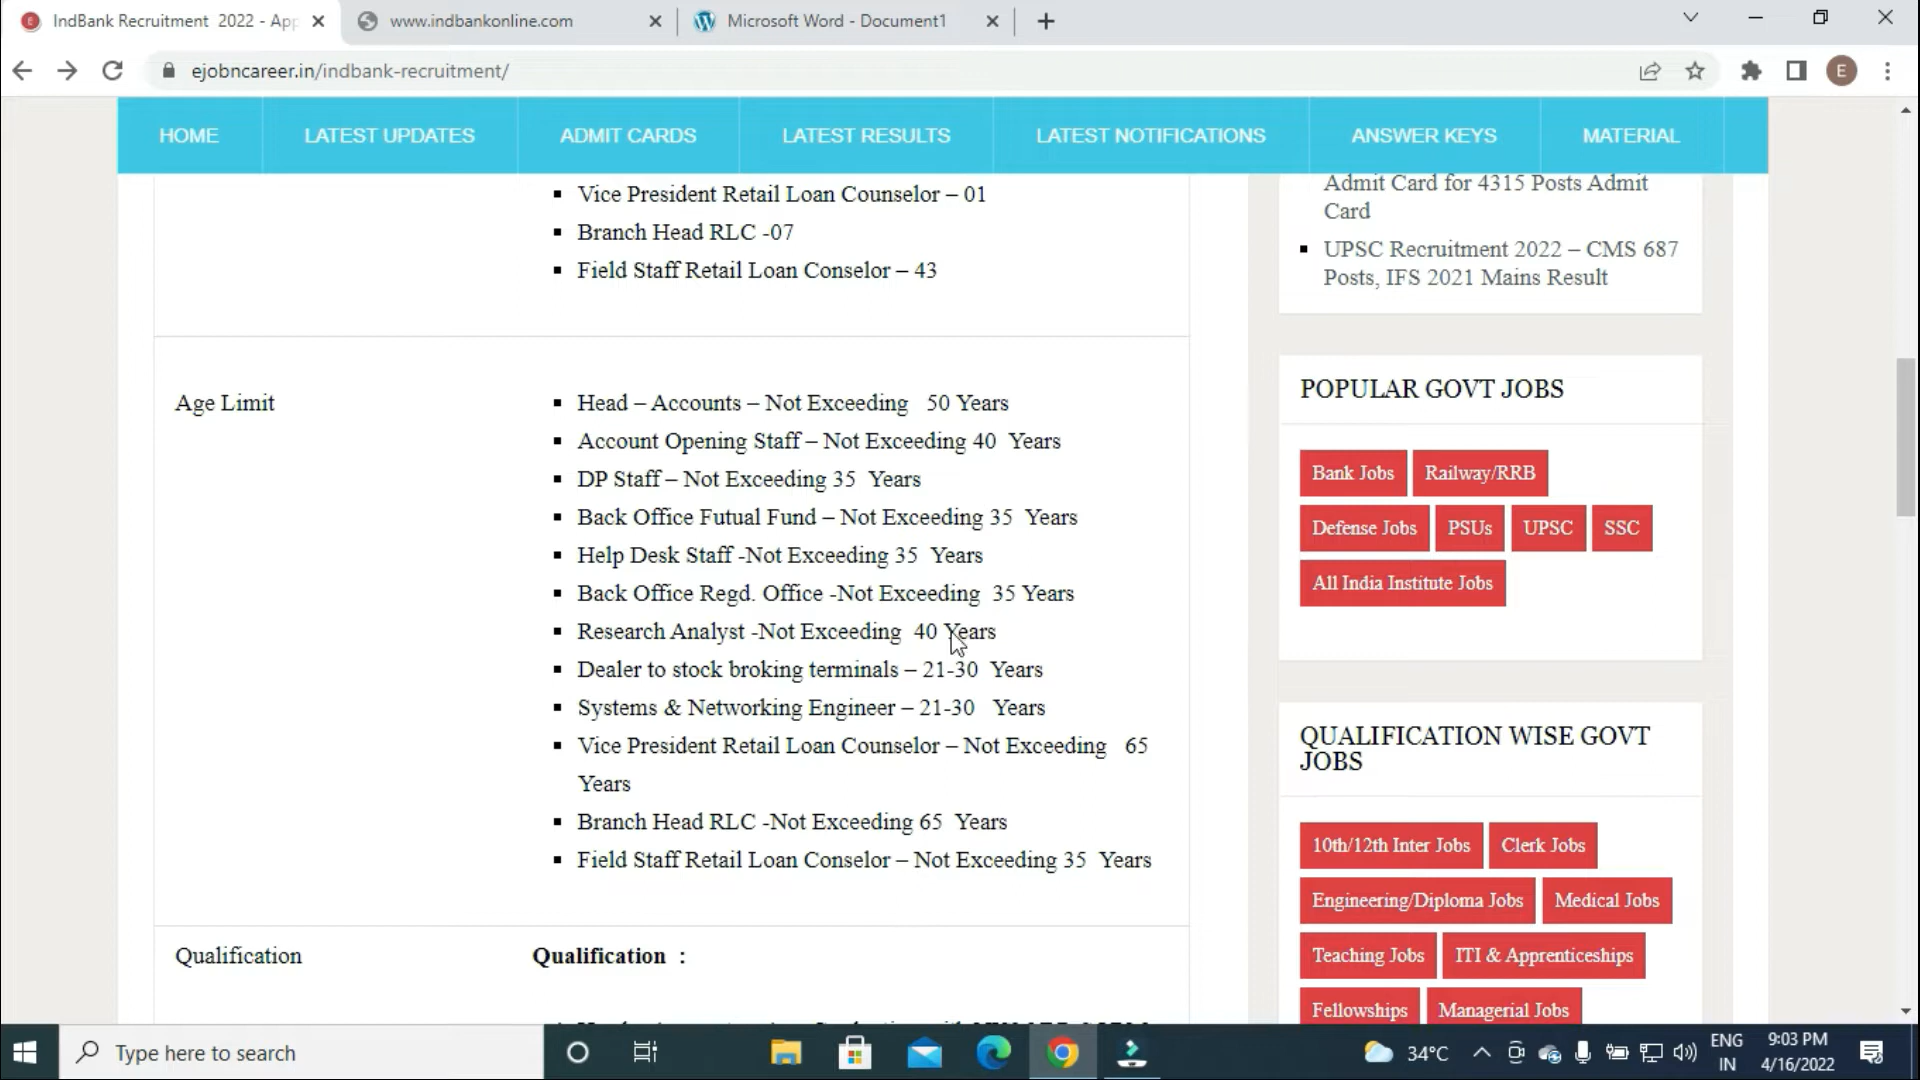 IndBank Recruitment 2022 - App
www.indbankonline.com
Microsoft Word - Document1
ejobncareer.in/indbank-recruitment/
E
HOME
LATEST UPDATES
ADMIT CARDS
LATEST RESULTS
LATEST NOTIFICATIONS
ANSWER KEYS
MATERIAL
Vice President Retail Loan Counselor – 01
Branch Head RLC -07
Field Staff Retail Loan Conselor – 43
Age Limit
Head – Accounts – Not Exceeding 50 Years
Account Opening Staff – Not Exceeding 40 Years
DP Staff – Not Exceeding 35 Years
Back Office Futual Fund – Not Exceeding 35 Years
Help Desk Staff -Not Exceeding 35 Years
Back Office Regd. Office -Not Exceeding 35 Years
Research Analyst -Not Exceeding 40 Years
Dealer to stock broking terminals – 21-30 Years
Systems & Networking Engineer – 21-30 Years
Vice President Retail Loan Counselor – Not Exceeding 65
Years
Branch Head RLC -Not Exceeding 65 Years
Field Staff Retail Loan Conselor – Not Exceeding 35 Years
Qualification
Qualification :
Admit Card for 4315 Posts Admit
Card
UPSC Recruitment 2022 – CMS 687
Posts, IFS 2021 Mains Result
POPULAR GOVT JOBS
Bank Jobs
Railway/RRB
Defense Jobs
PSUs
UPSC
SSC
All India Institute Jobs
QUALIFICATION WISE GOVT
JOBS
10th/12th Inter Jobs
Clerk Jobs
Engineering/Diploma Jobs
Medical Jobs
Teaching Jobs
ITI & Apprenticeships
Fellowships
Managerial Jobs
Type here to search
34°C
ENG
IN
9:03 PM
4/16/2022